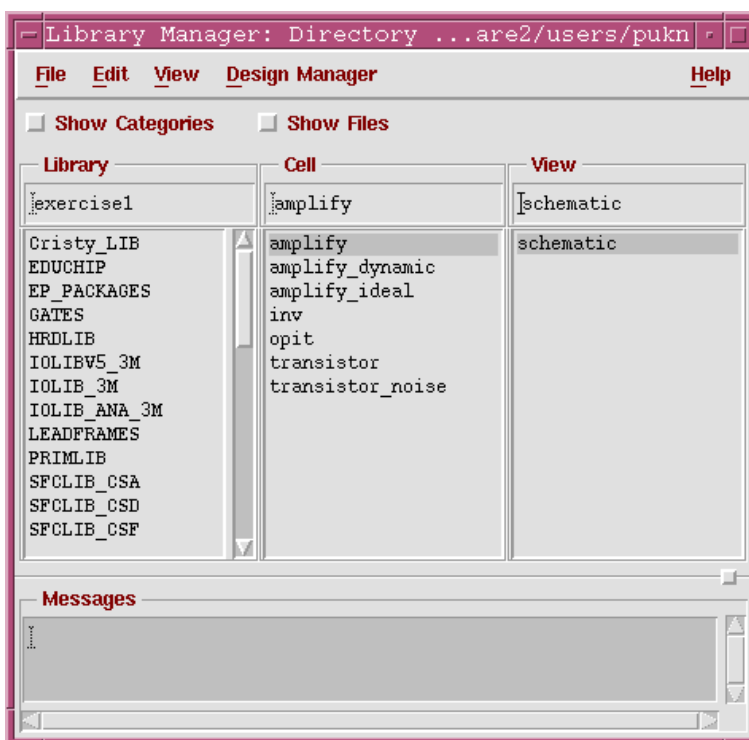 Library Manager: Directory ...are2/users/pukn
File Edit View Design Manager Help
Show Categories Show Files
Library Cell View
exercise1 amplify schematic
Cristy_LIB
EDUCHIP
EP_PACKAGES
GATES
HRDLIB
IOLIBV5_3M
IOLIB_3M
IOLIB_ANA_3M
LEADFRAMES
PRIMLIB
SFCLIB_CSA
SFCLIB_CSD
SFCLIB_CSF
amplify
amplify_dynamic
amplify_ideal
inv
opit
transistor
transistor_noise
schematic
Messages